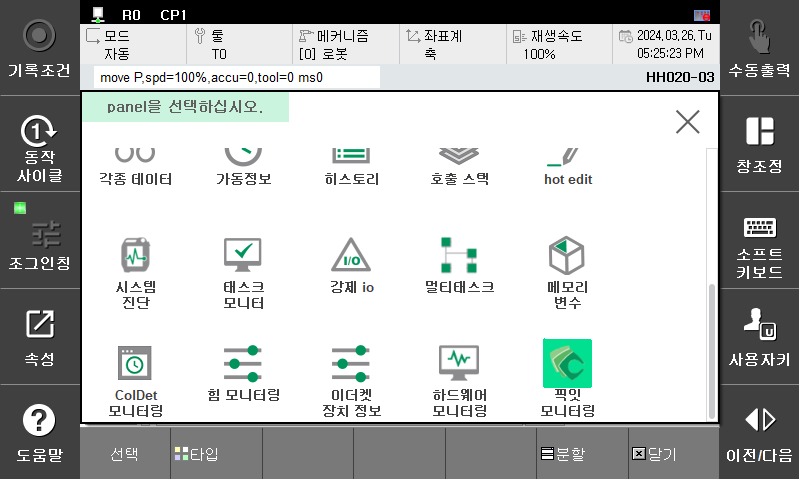 R0 CP1
기록조건
모드
자동
툴
T0
메커니즘
[0] 로봇
좌표계
축
재생속도
100%
2024,03,26, Tu
05:25:23 PM
수동출력
move P,spd=100%,accu=0,tool=0 ms0
HH020-03
panel을 선택하십시오.
1
동작
사이클
각종 데이터
가동정보
히스토리
호출 스택
hot edit
창조정
조그인칭
시스템
진단
태스크
모니터
I/O
강제 io
멀티태스크
메모리
변수
소프트
키보드
속성
ColDet
모니터링
힘 모니터링
이더켓
장치 정보
하드웨어
모니터링
픽잇
모니터링
U
사용자키
?
도움말
선택
타입
분할
닫기
이전/다음